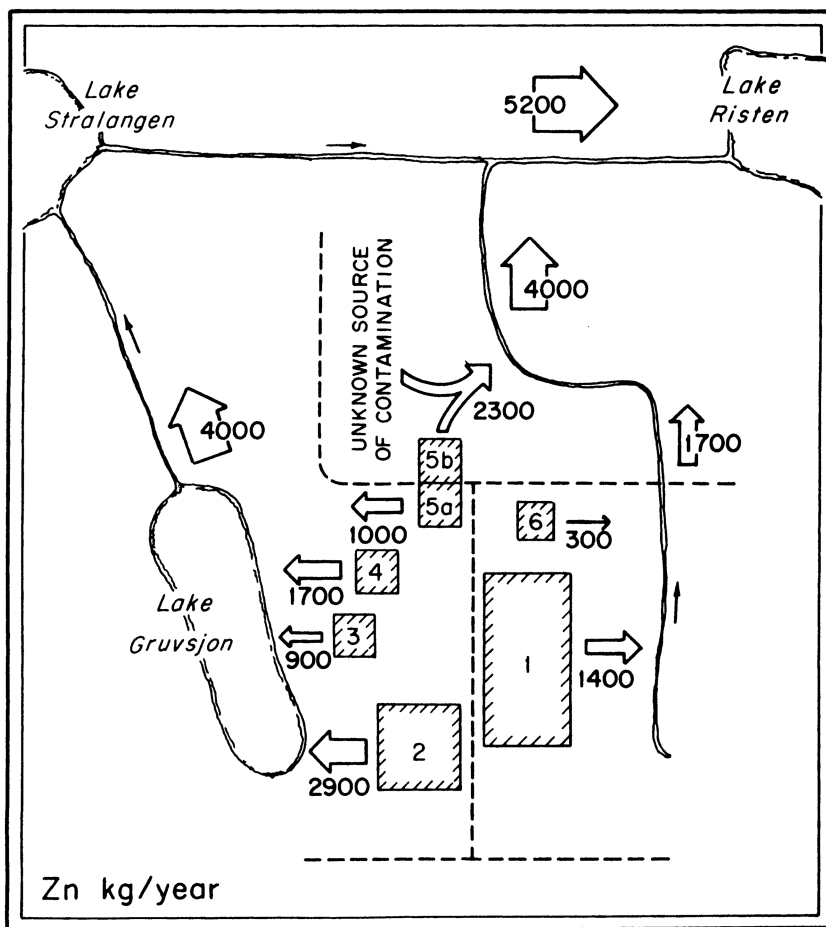 Lake
Stralangen
5200
Lake
Risten
UNKNOWN SOURCE
OF CONTAMINATION
4000
4000
2300
1700
5b
5a
1000
6
300
4
1700
Lake
Gruvsjon
3
900
1
1400
2
2900
Zn kg/year